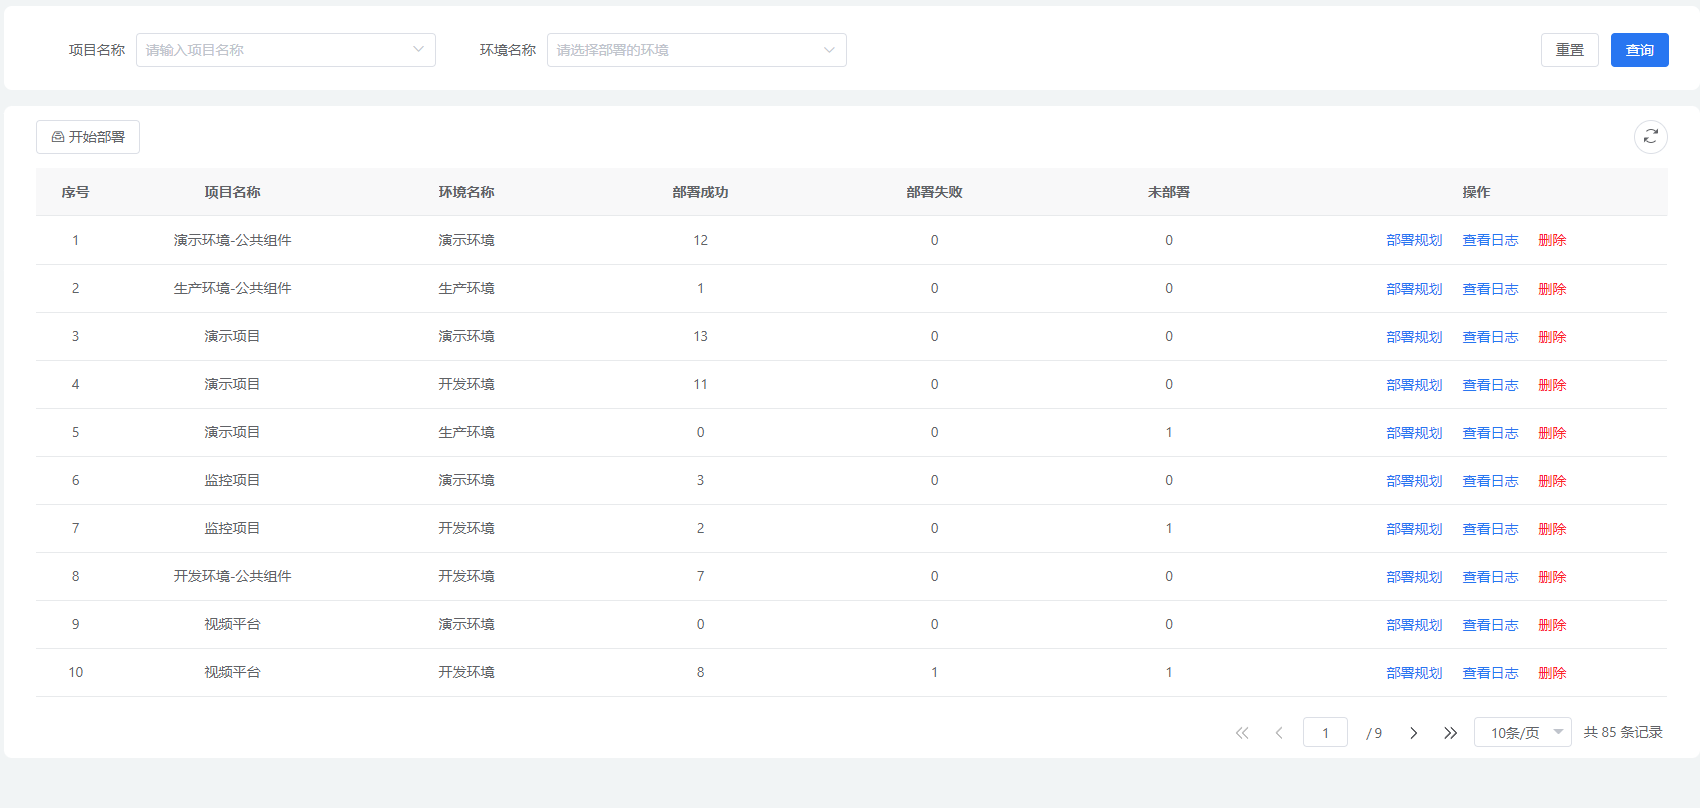 项目名称 请输入项目名称 环境名称 请选择部署的环境 重置 查询
开始部署
序号 项目名称 环境名称 部署成功 部署失败 未部署 操作
1 演示环境-公共组件 演示环境 12 0 0 部署规划 查看日志 删除
2 生产环境-公共组件 生产环境 1 0 0 部署规划 查看日志 删除
3 演示项目 演示环境 13 0 0 部署规划 查看日志 删除
4 演示项目 开发环境 11 0 0 部署规划 查看日志 删除
5 演示项目 生产环境 0 0 1 部署规划 查看日志 删除
6 监控项目 演示环境 3 0 0 部署规划 查看日志 删除
7 监控项目 开发环境 2 0 1 部署规划 查看日志 删除
8 开发环境-公共组件 开发环境 7 0 0 部署规划 查看日志 删除
9 视频平台 演示环境 0 0 0 部署规划 查看日志 删除
10 视频平台 开发环境 8 1 1 部署规划 查看日志 删除
1 / 9 10条/页 共 85 条记录